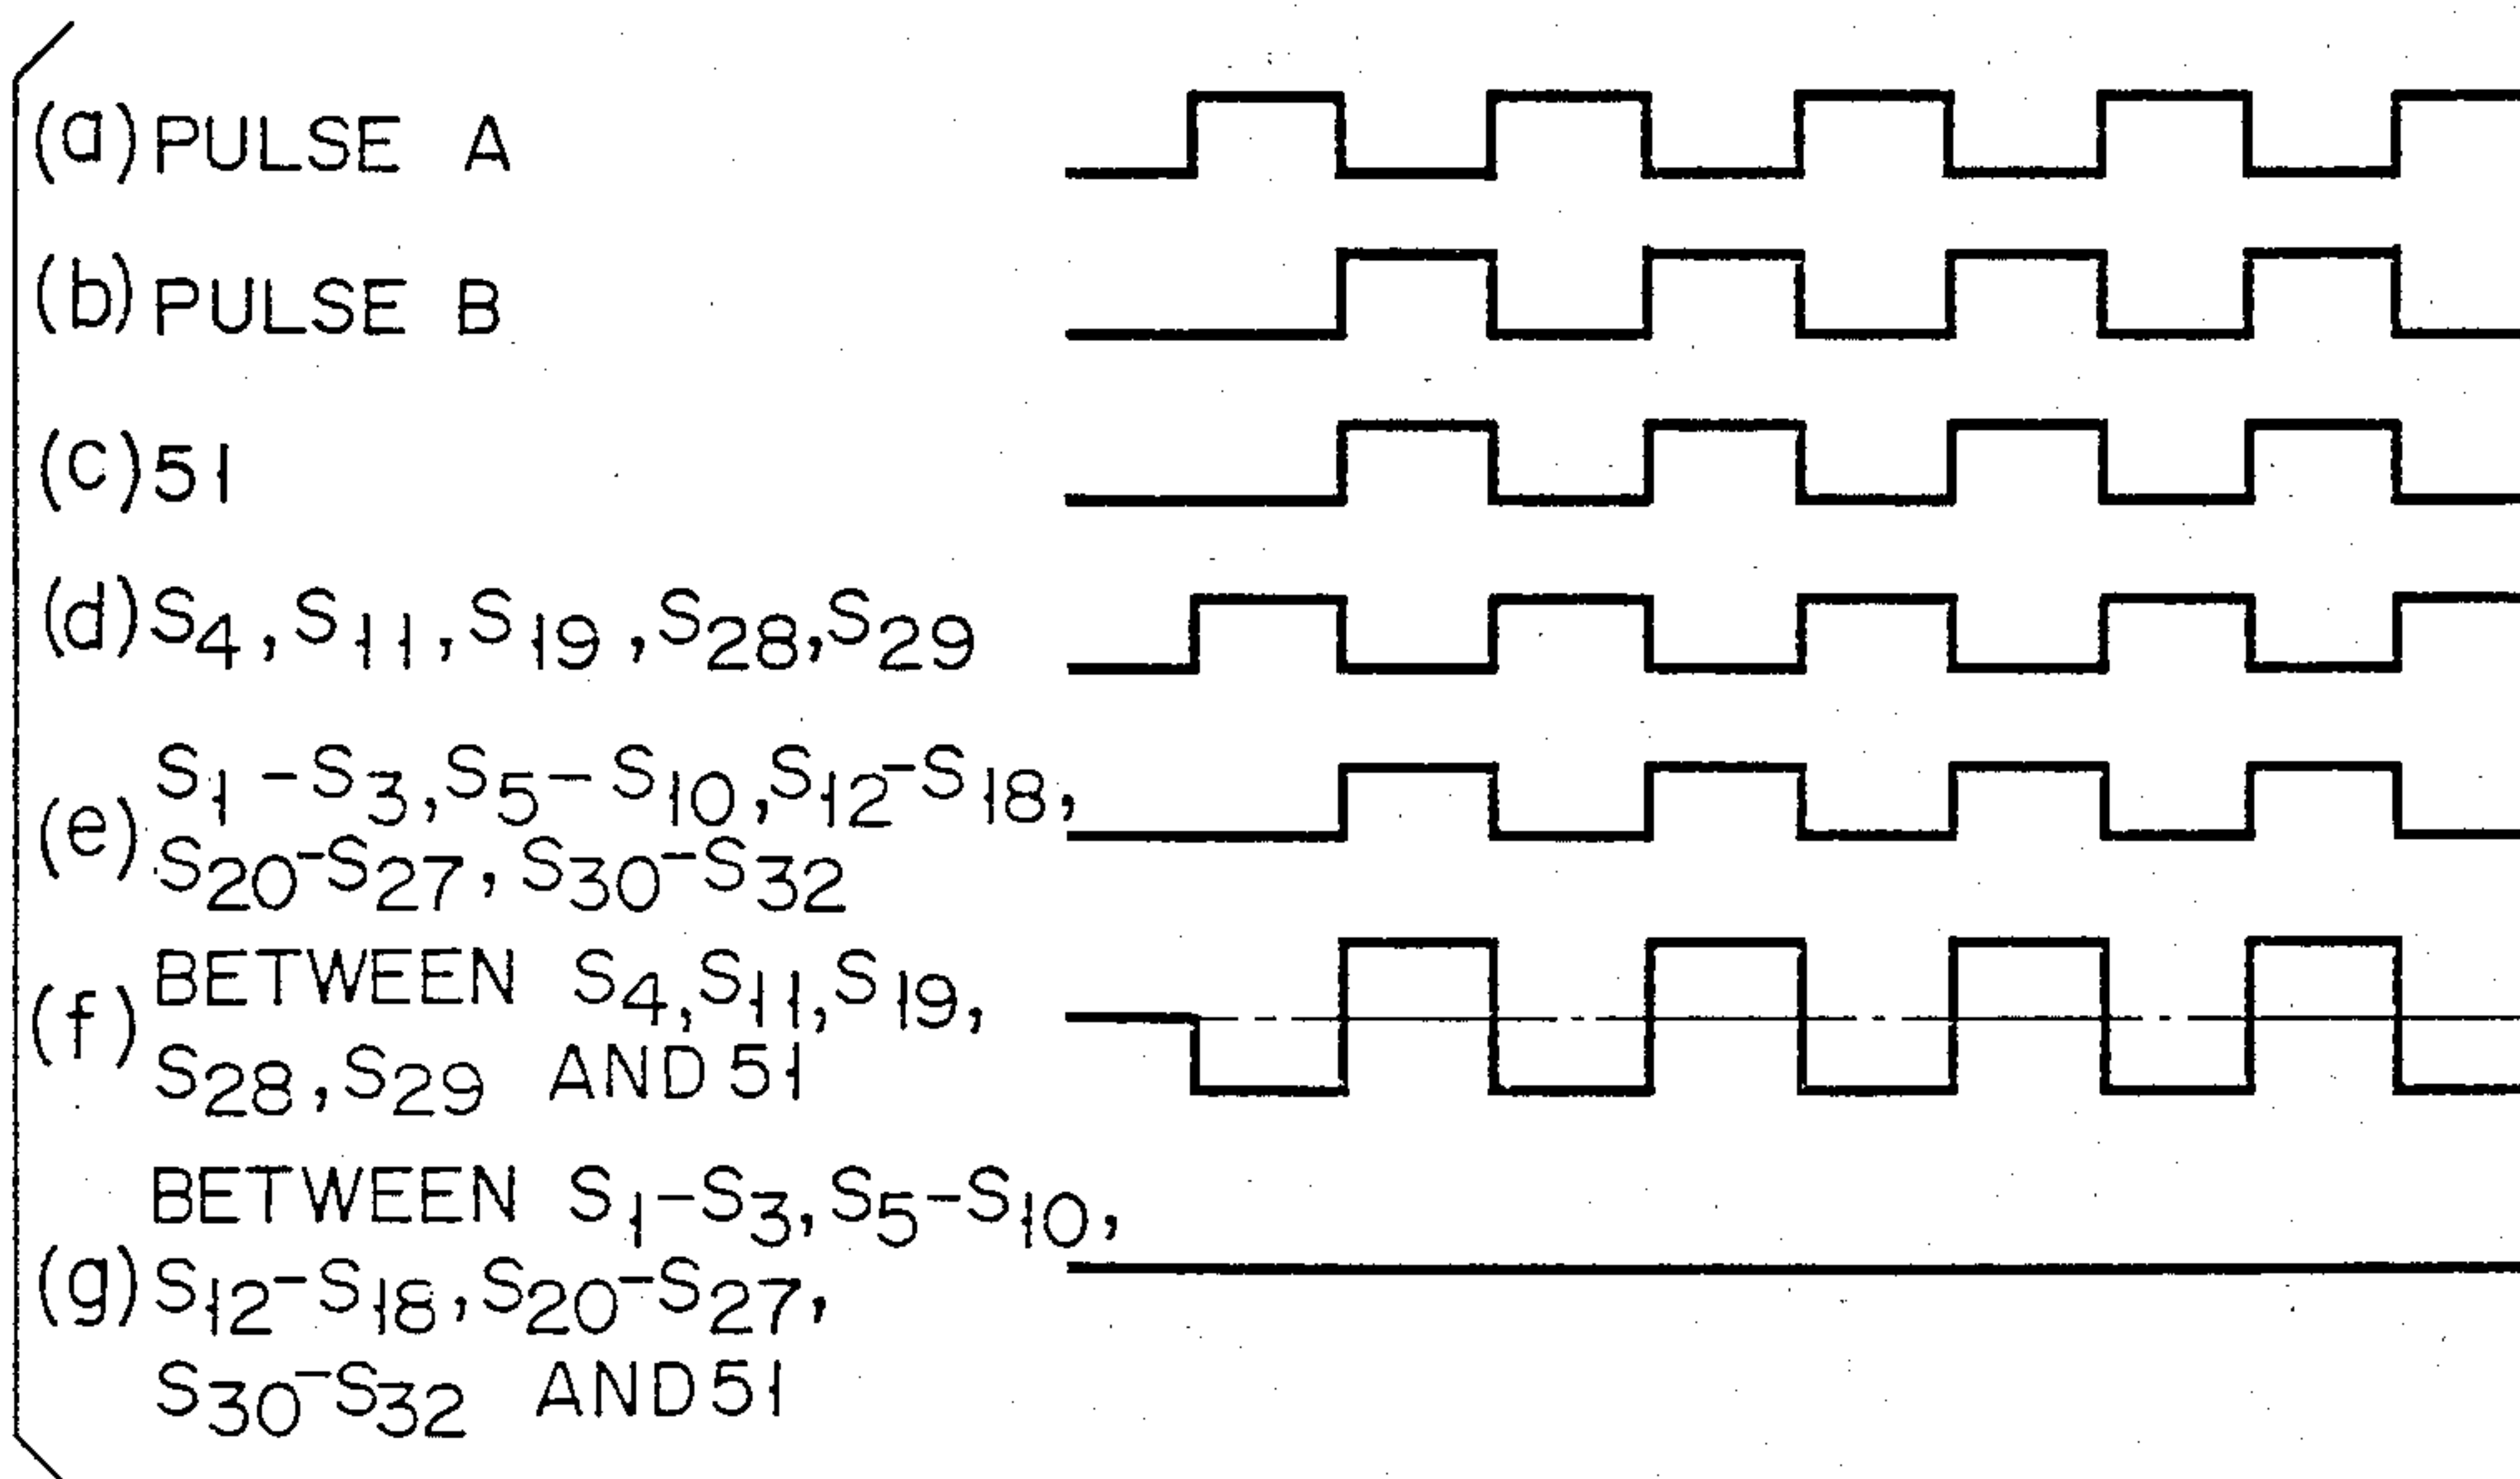 (a) PULSE A
(b) PULSE B
(c) 51
(d) S4, S11, S19, S28, S29
(e) S1-S3, S5-S10, S12-S18,
S20-S27, S30-S32
(f) BETWEEN S4, S11, S19,
S28, S29 AND 51
(g) BETWEEN S1-S3, S5-S10,
S12-S18, S20-S27,
S30-S32 AND 51